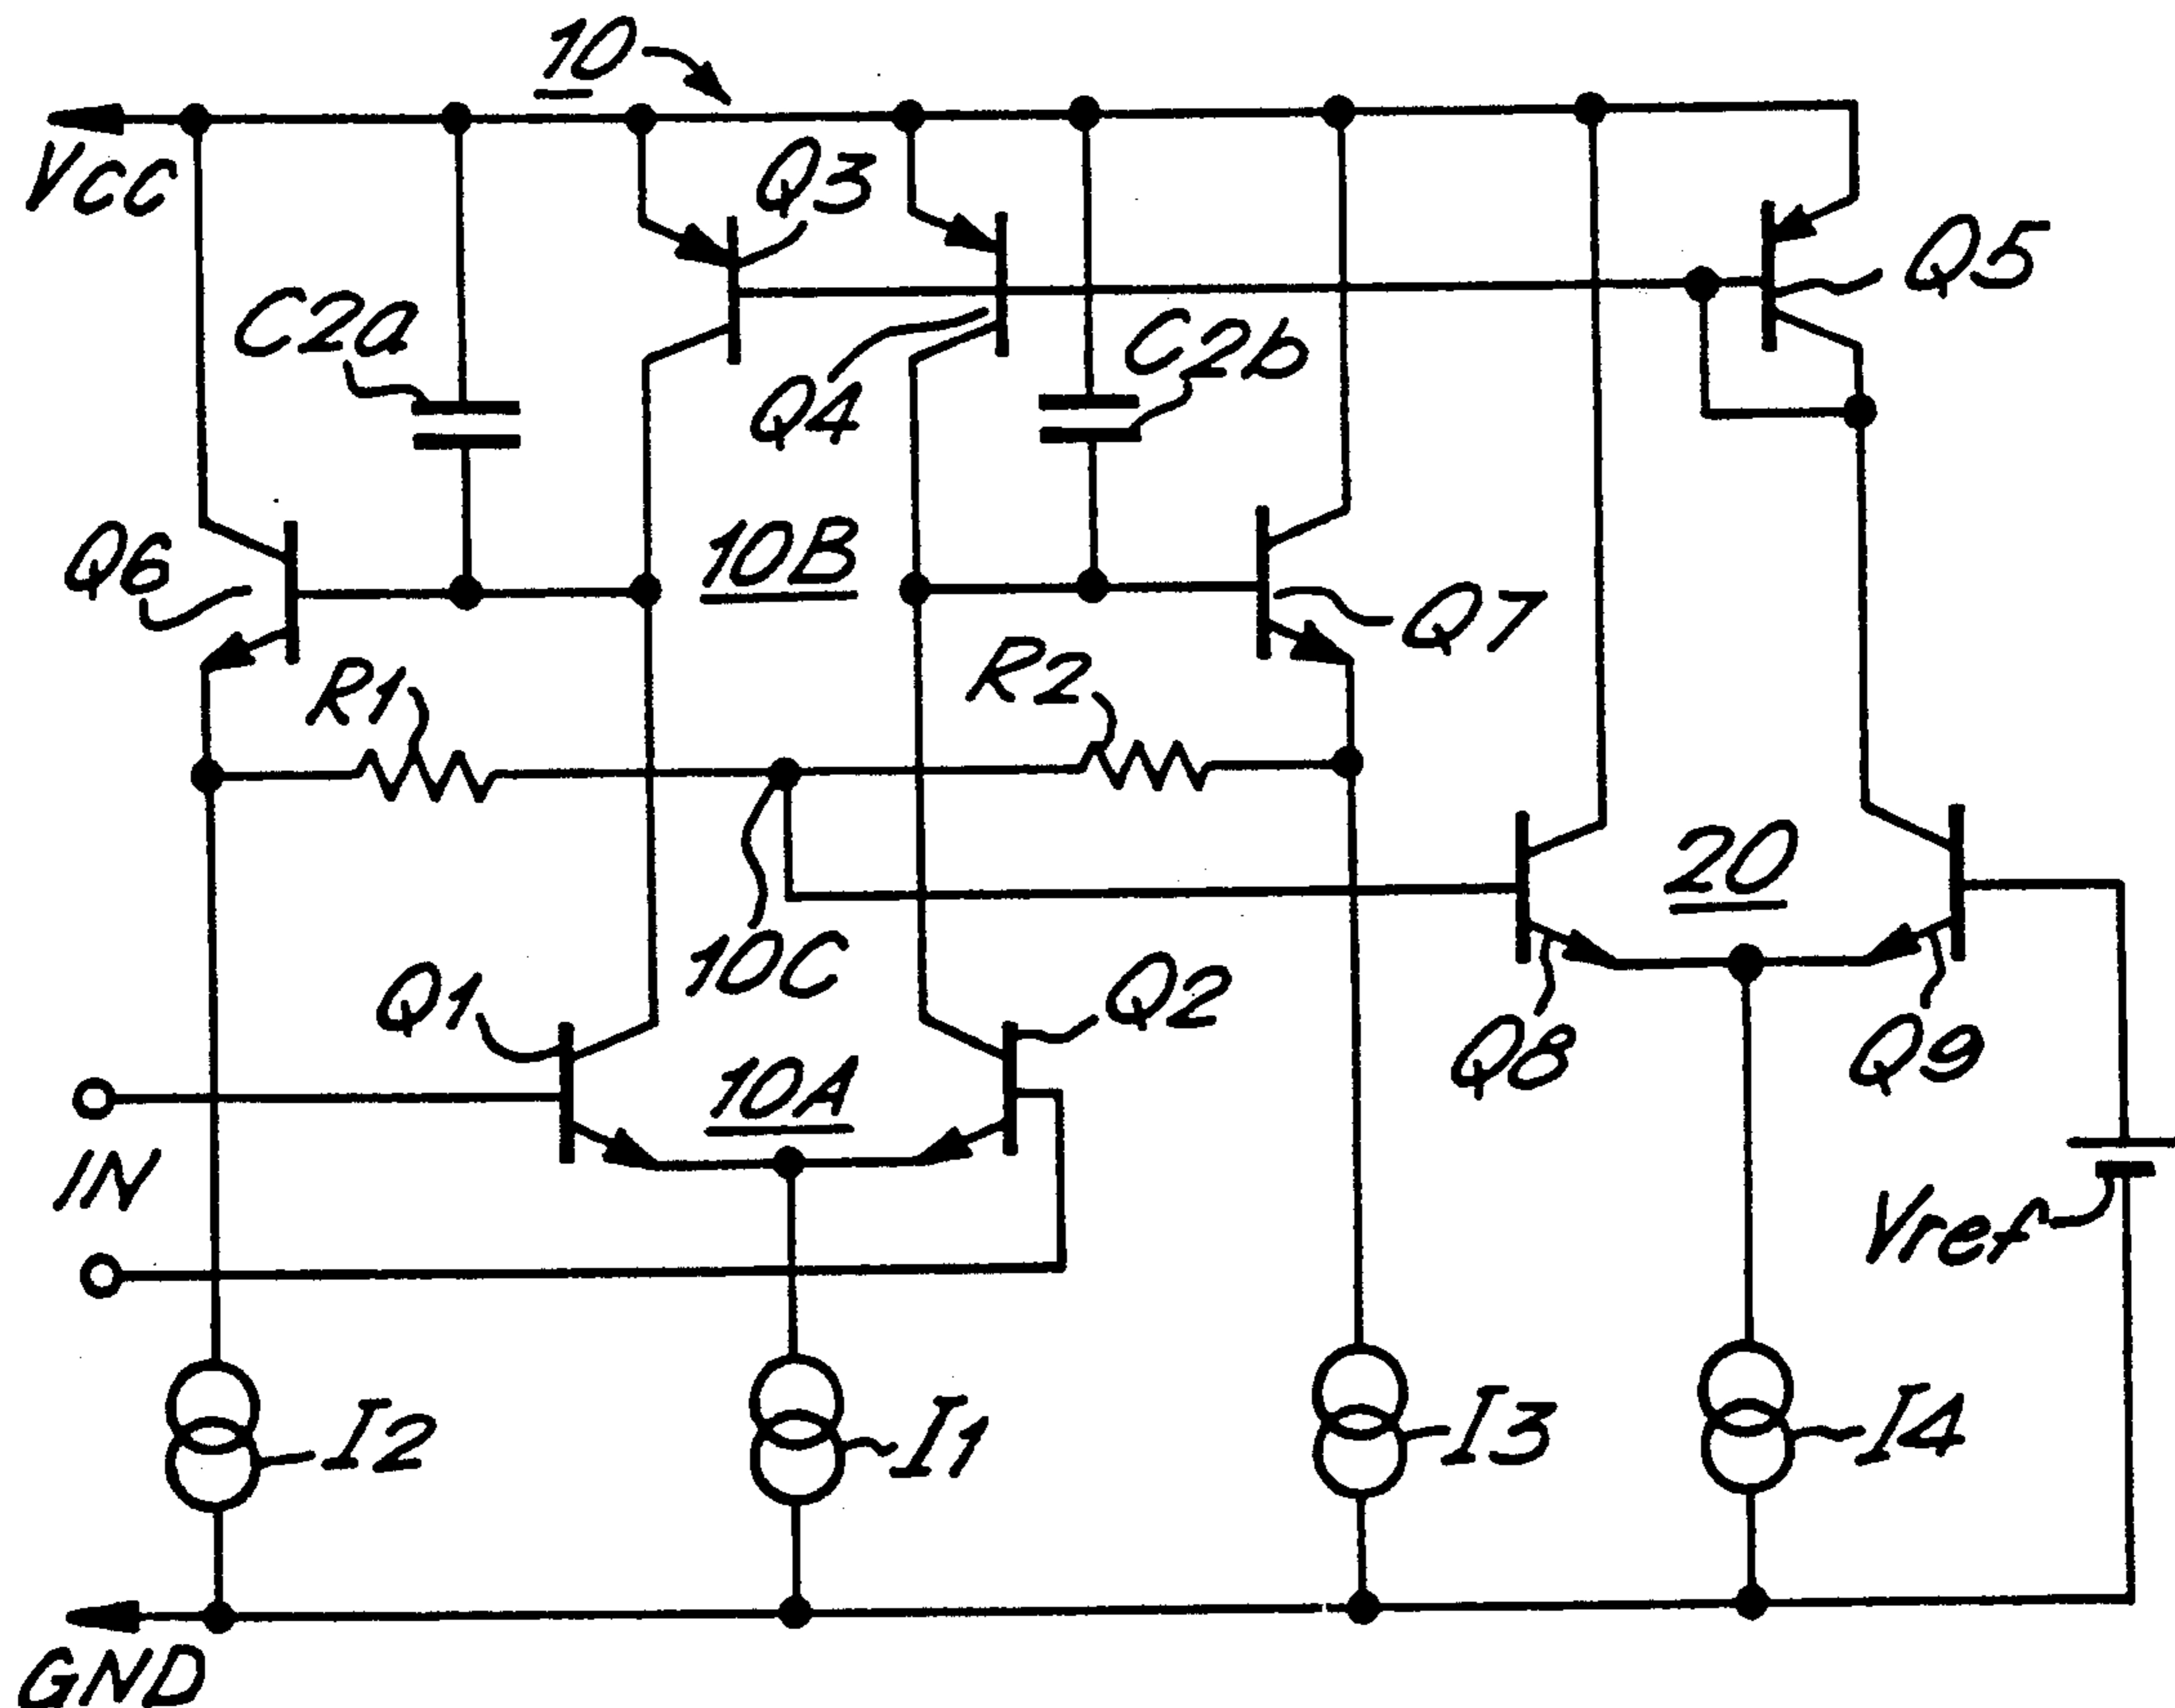 10
VCC
Q3
Q5
C2a
C2b
Q4
10B
Q6
Q7
R1
R2
20
10C
Q1
Q2
Q8
Q9
10A
IN
Vref
I2
I1
I3
I4
GND